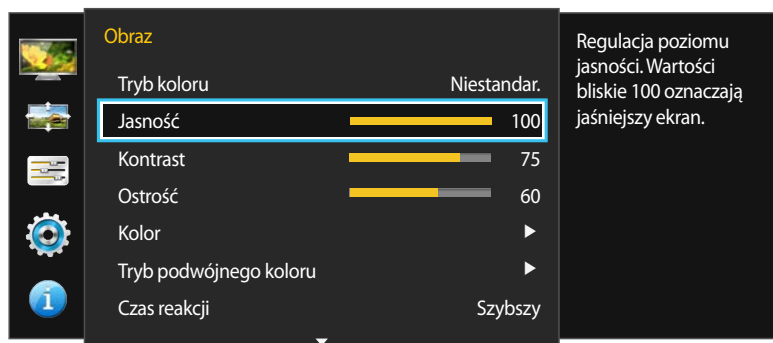 Obraz
Tryb koloru Niestandar.
Jasność 100
Kontrast 75
Ostrość 60
Kolor
Tryb podwójnego koloru
Czas reakcji Szybszy
Regulacja poziomu
jasności. Wartości
bliskie 100 oznaczają
jaśniejszy ekran.